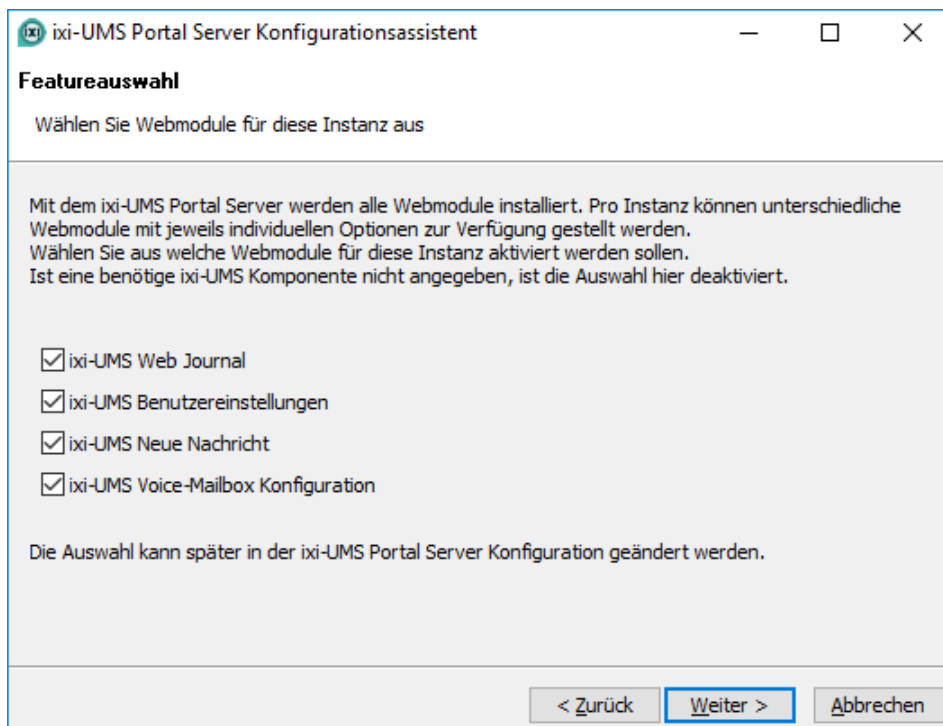 ixi ixi-UMS Portal Server Konfigurationsassistent
Featureauswahl
Wählen Sie Webmodule für diese Instanz aus
Mit dem ixi-UMS Portal Server werden alle Webmodule installiert. Pro Instanz können unterschiedliche
Webmodule mit jeweils individuellen Optionen zur Verfügung gestellt werden.
Wählen Sie aus welche Webmodule für diese Instanz aktiviert werden sollen.
Ist eine benötige ixi-UMS Komponente nicht angegeben, ist die Auswahl hier deaktiviert.
ixi-UMS Web Journal
ixi-UMS Benutzereinstellungen
ixi-UMS Neue Nachricht
ixi-UMS Voice-Mailbox Konfiguration
Die Auswahl kann später in der ixi-UMS Portal Server Konfiguration geändert werden.
< Zurück Weiter > Abbrechen